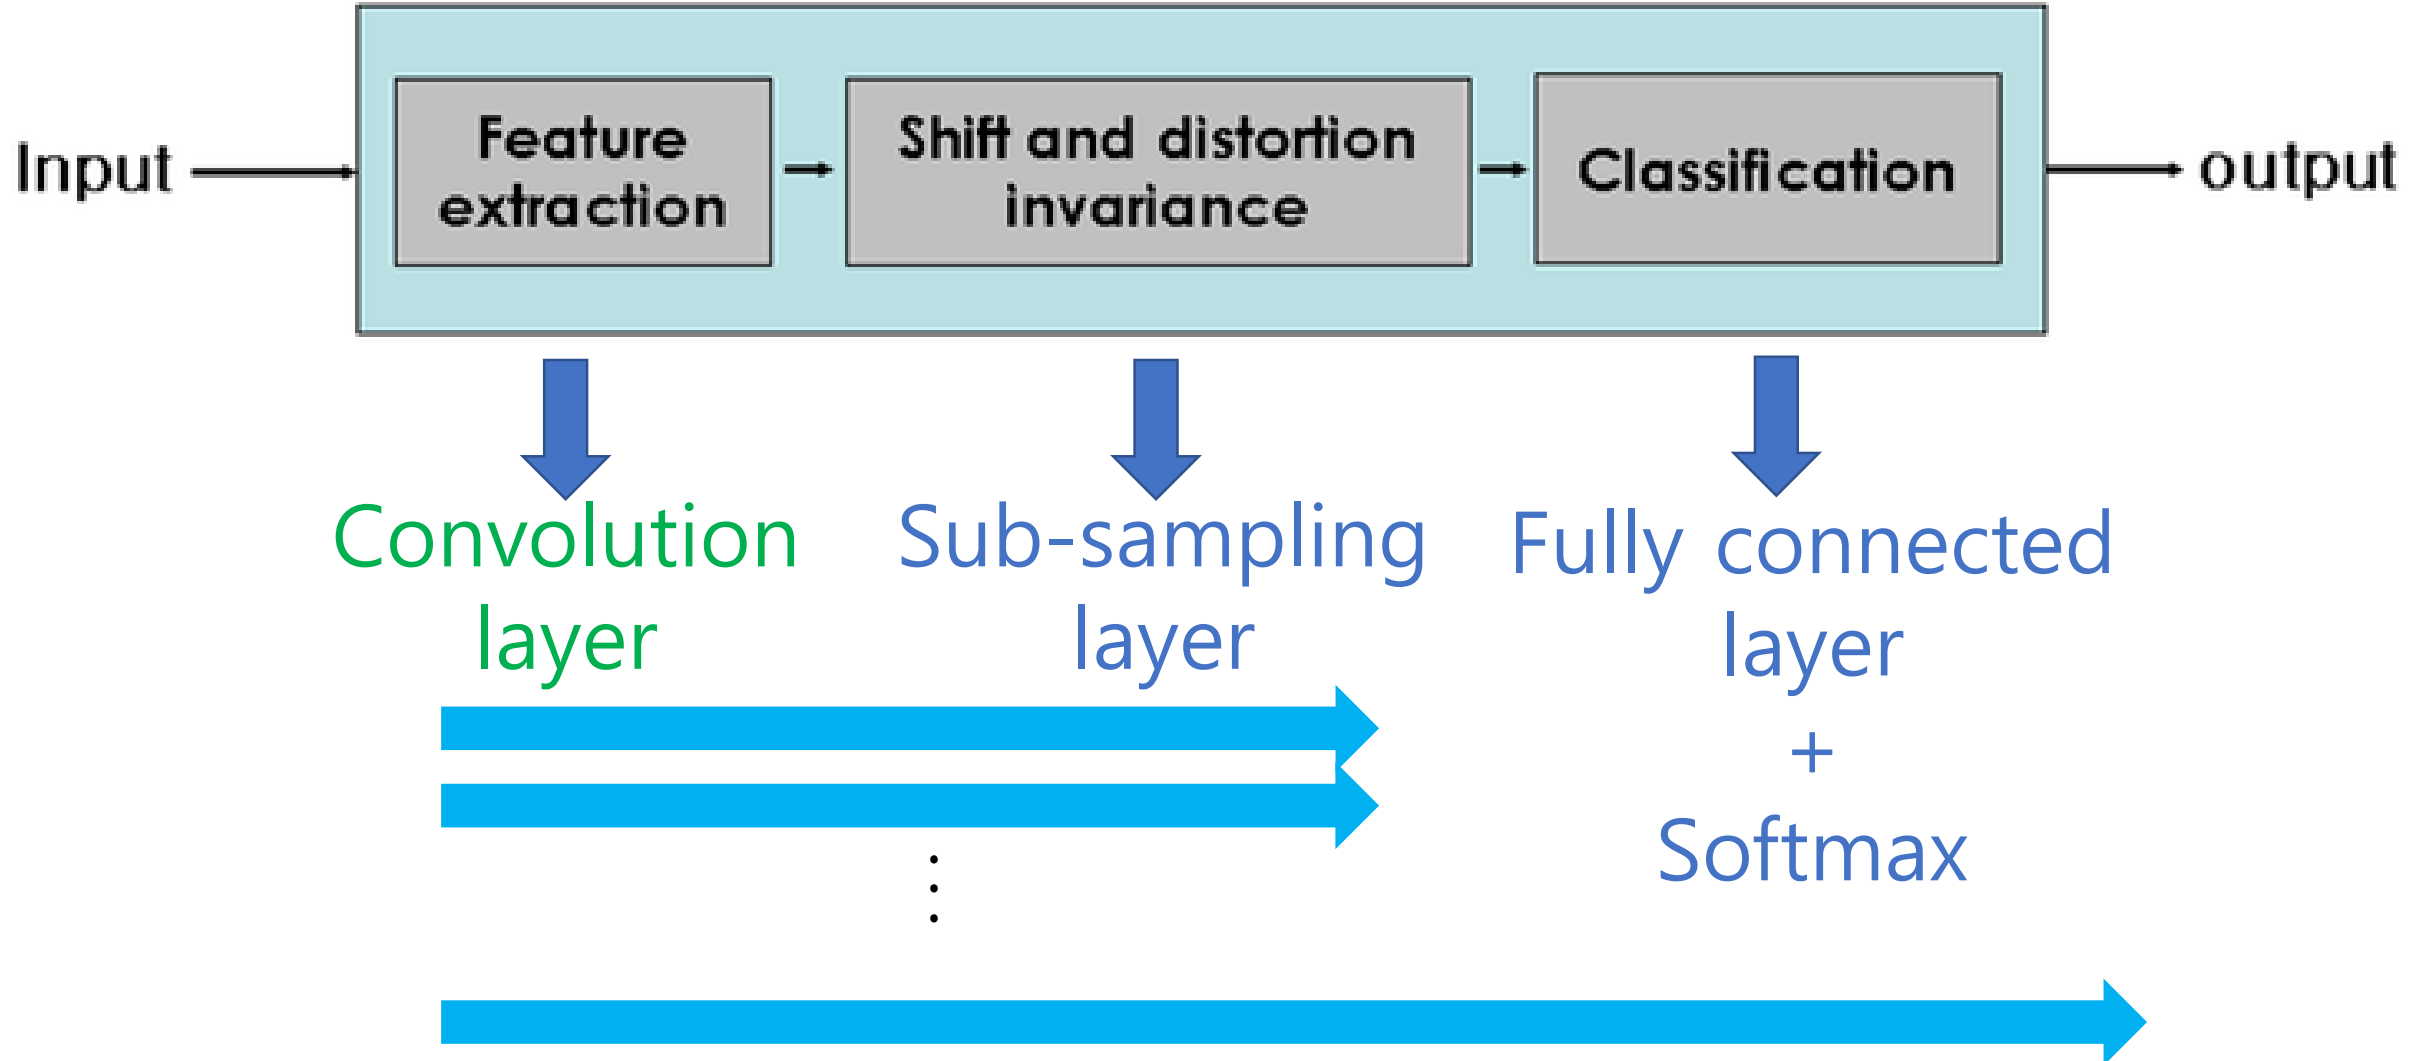 Input
Feature
extraction
Shift and distortion
invariance
Classification
output
Convolution
layer
Sub-sampling
layer
Fully connected
layer
+
Softmax